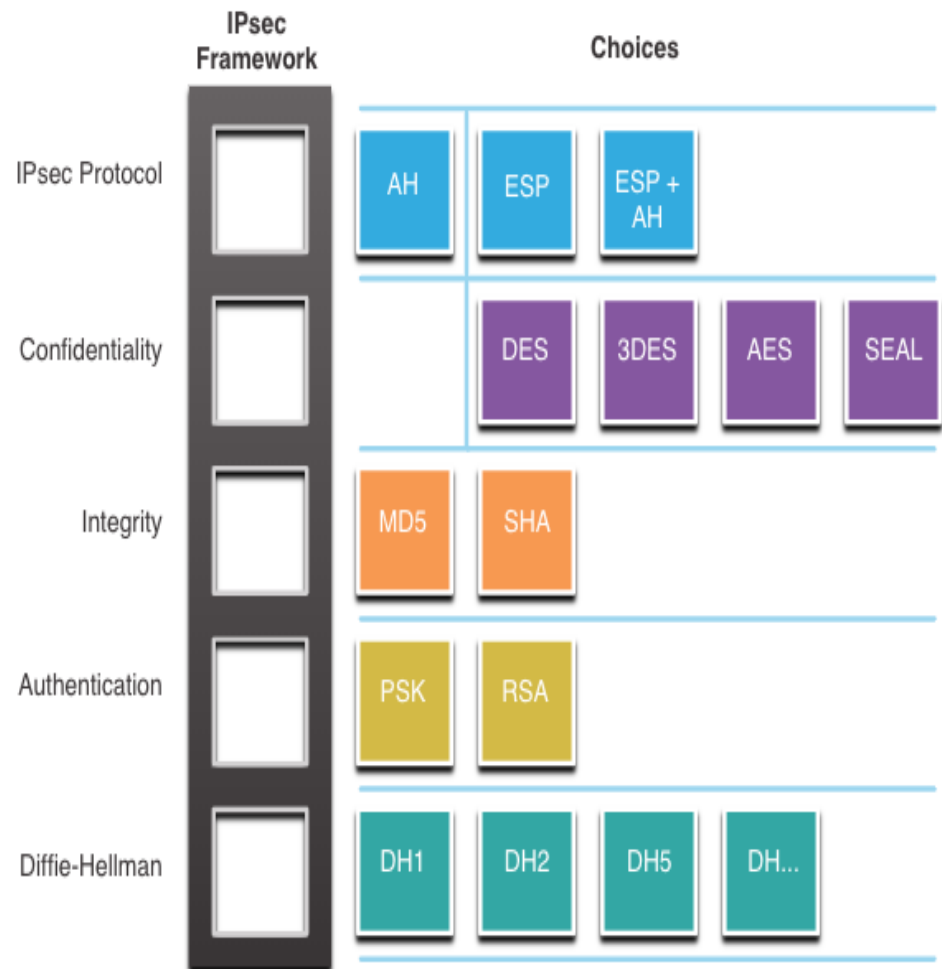 IPsec
Framework
Choices
IPsec Protocol
AH
ESP
ESP +
AH
Confidentiality
DES
3DES
AES
SEAL
Integrity
MD5
SHA
Authentication
PSK
RSA
Diffie-Hellman
DH1
DH2
DH5
DH...